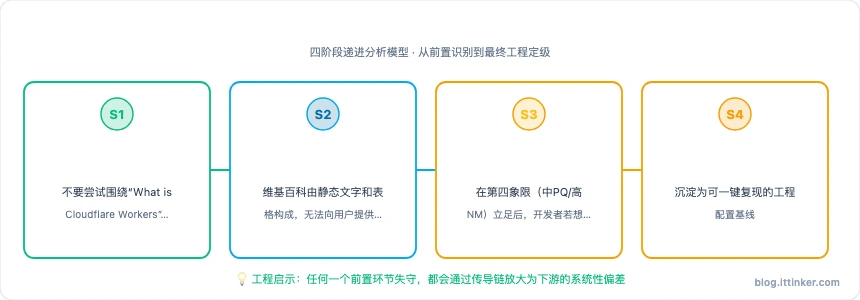 四阶段递进分析模型 · 从前置识别到最终工程定级
S1
不要尝试围绕“What is
Cloudflare Workers”...
S2
维基百科由静态文字和表
格构成，无法向用户提供...
S3
在第四象限（中PQ/高
NM）立足后，开发者若想...
S4
沉淀为可一键复现的工程
配置基线
💡 工程启示：任何一个前置环节失守，都会通过传导链放大为下游的系统性偏差
blog.ittinker.com